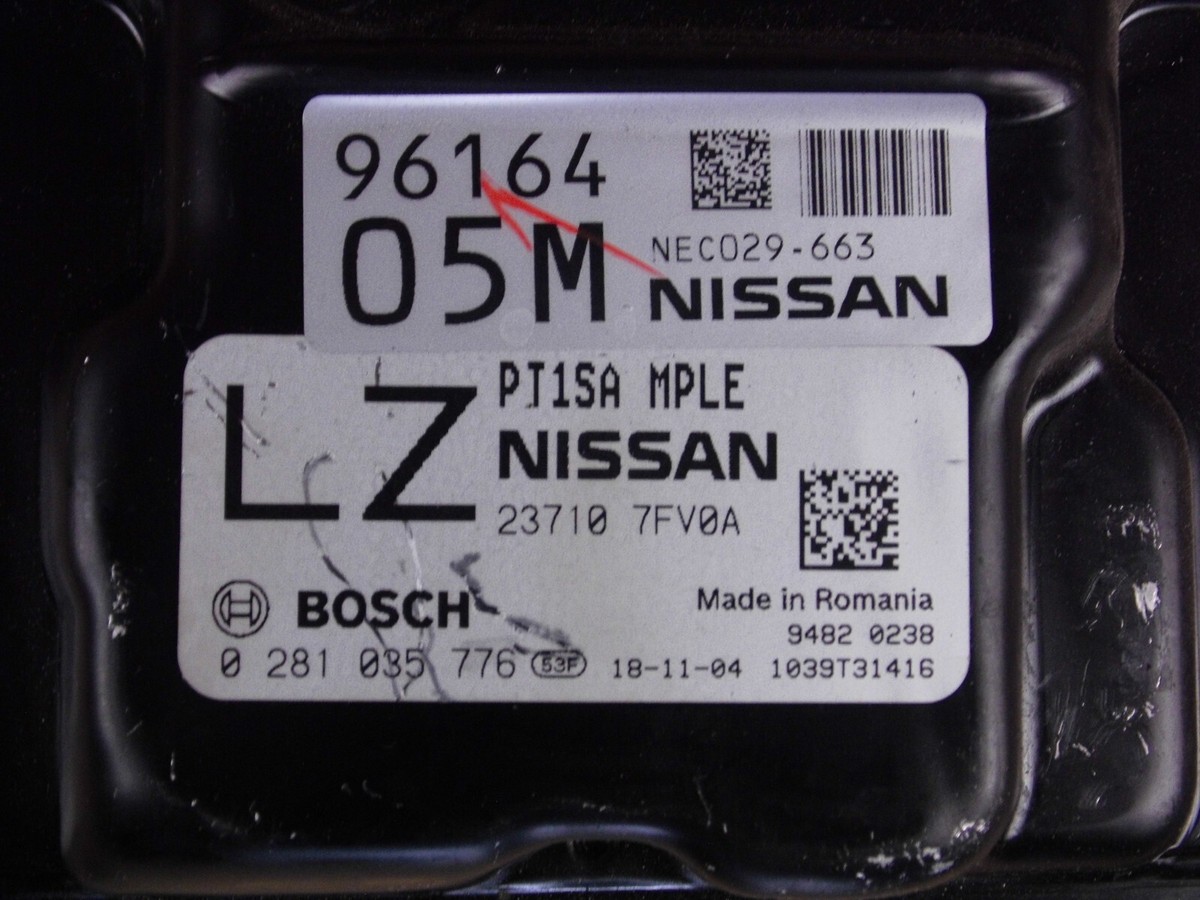 96164
05M
NEC029-663
NISSAN
LZ
PT1SA MPLE
NISSAN
23710 7FV0A
BOSCH
Made in Romania
9482 0238
0 281 035 776 53F 18-11-04 1039T31416